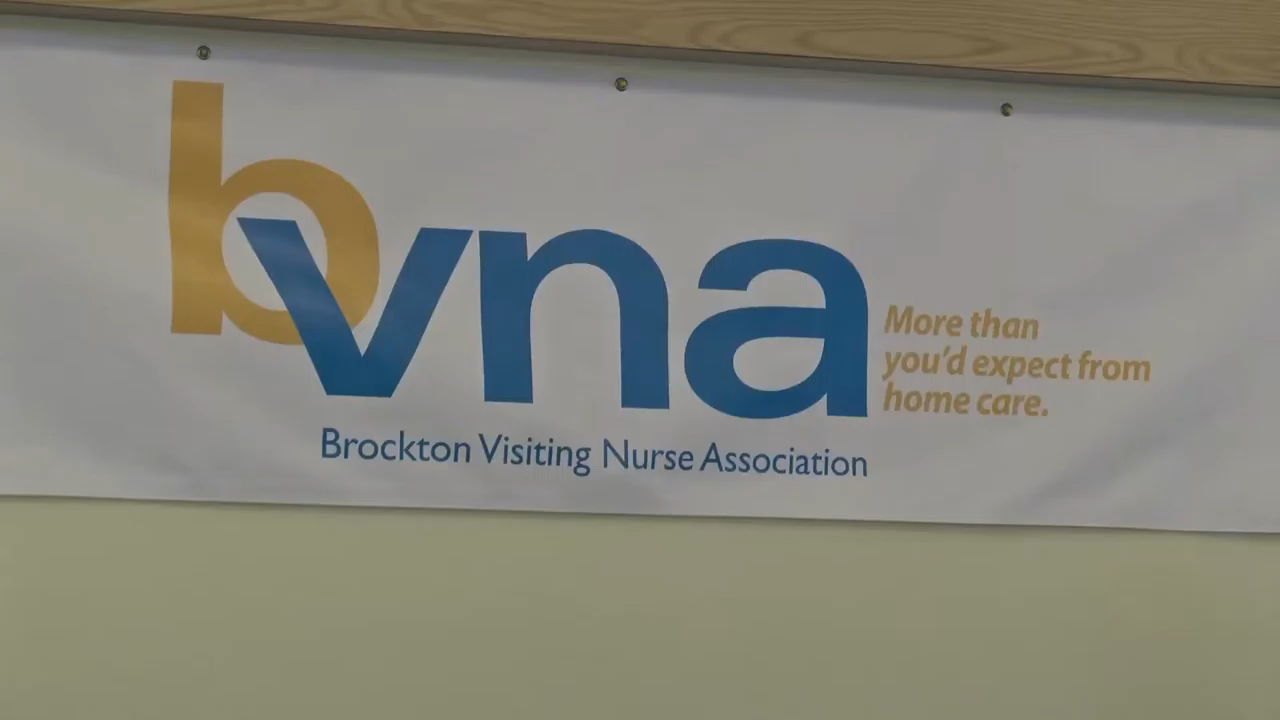 bvna
More than
you'd expect from
home care.
Brockton Visiting Nurse Association